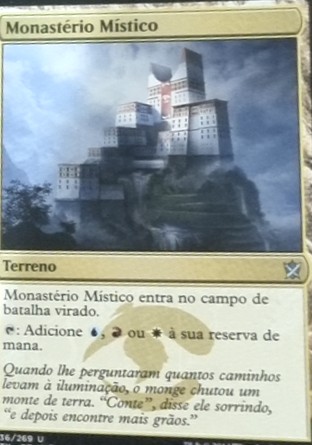 Monastério Místico
Terreno
Monastério Místico entra no campo de
batalha virado.
: Adicione , ou à sua reserva de
mana.
Quando lhe perguntaram quantos caminhos
levam à iluminação, o monge chutou um
monte de terra. “Conte”, disse ele sorrindo,
“e depois encontre mais grãos.”
36/269 U